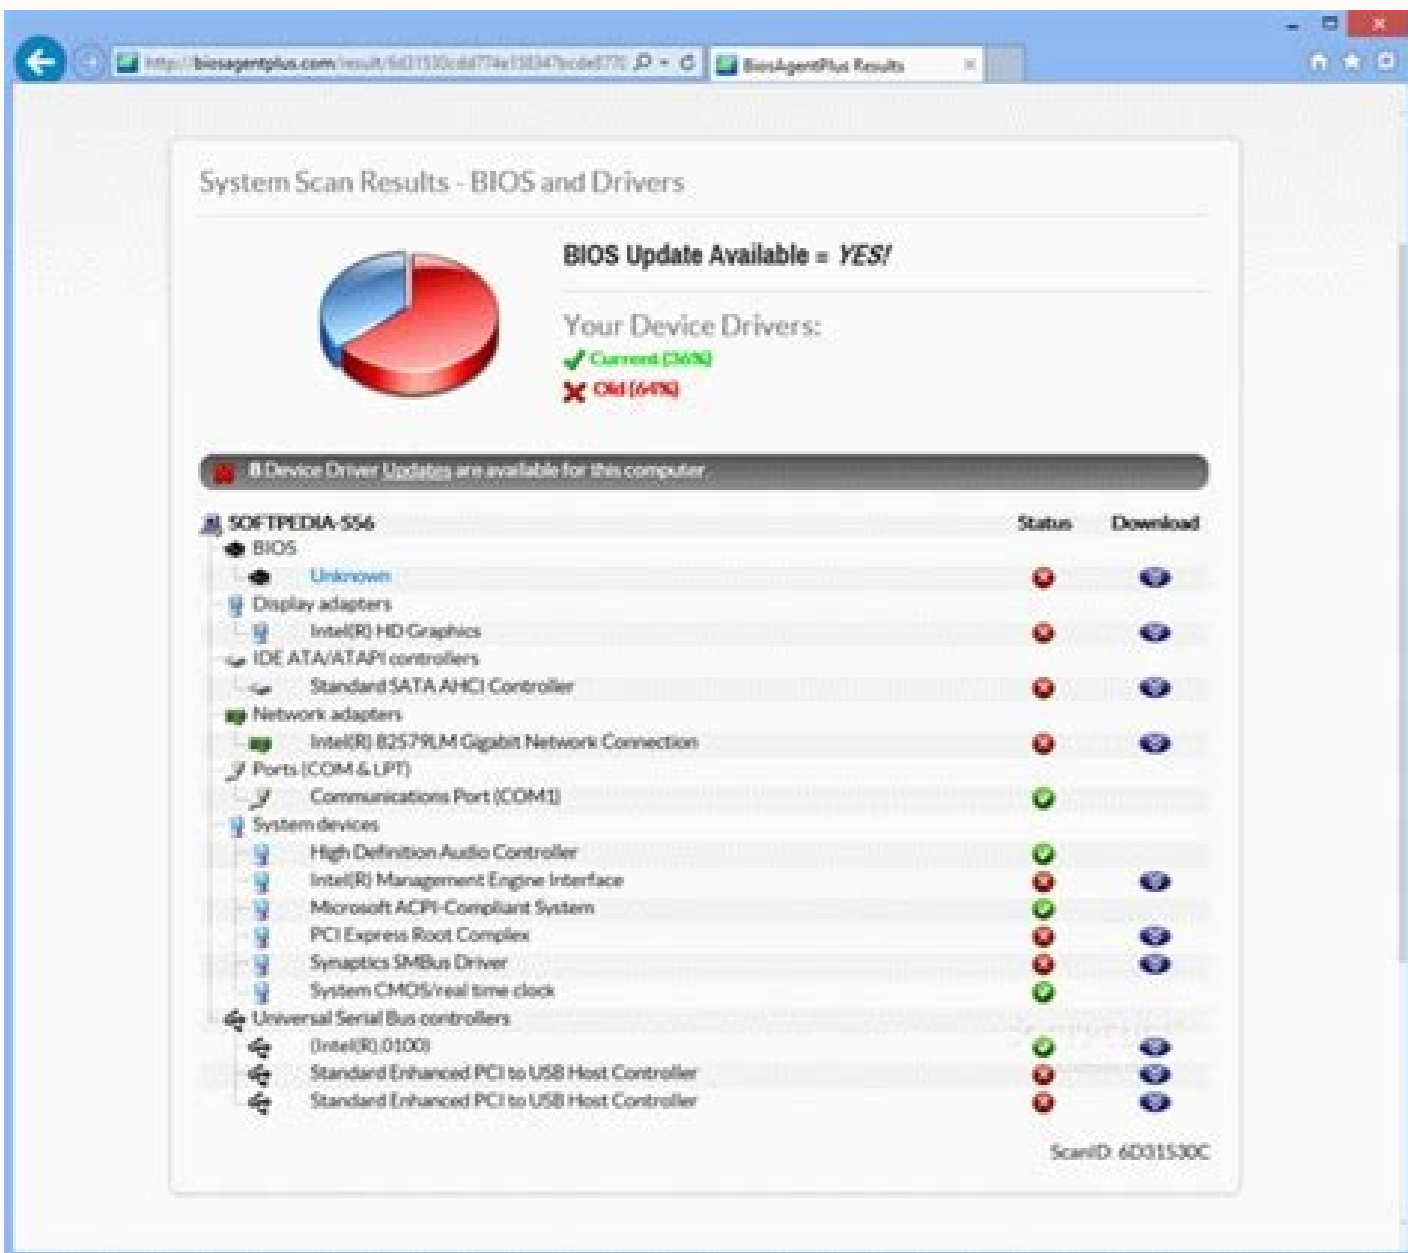 http://biosagentplus.com/result/
BiosAgentPlus Results
System Scan Results - BIOS and Drivers
BIOS Update Available = YES!
Your Device Drivers:
Current (36%)
Old (64%)
8 Device Driver Updates are available for this computer.
SOFTPEDIA-S56 Status Download
BIOS
Unknown
Display adapters
Intel(R) HD Graphics
IDE ATA/ATAPI controllers
Standard SATA AHCI Controller
Network adapters
Intel(R) 82579LM Gigabit Network Connection
Ports (COM & LPT)
Communications Port (COM1)
System devices
High Definition Audio Controller
Intel(R) Management Engine Interface
Microsoft ACPI-Compliant System
PCI Express Root Complex
Synaptics SMBus Driver
System CMOS/real time clock
Universal Serial Bus controllers
(Intel(R),0100)
Standard Enhanced PCI to USB Host Controller
Standard Enhanced PCI to USB Host Controller
ScanID: 6D31530C